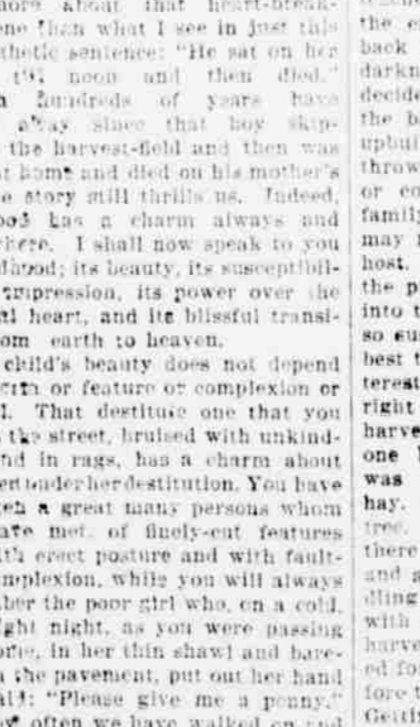 more about that heart-break-
ene than what I see in just this
thetic sentence: "He sat on her
till noon and then died."
hundreds of years have
away since that boy skip-
the harvest-field and then was
home and died on his mother's
e story still thrills us. Indeed,
has a charm always and
here. I shall now speak to you
dhood; its beauty, its susceptibil-
impression, its power over the
al heart, and its blissful transi-
om earth to heaven.
child's beauty does not depend
or feature or complexion or
That destitute one that you
the street, bruised with unkind-
nd in rags, has a charm about
under her destitution. You have
a great many persons whom
ave met, of finely-cut features
ith erect posture and with fault-
mplexion, while you will always
ber the poor girl who, on a cold,
ght night, as you were passing
in her thin shawl and bare-
the pavement, put out her hand
"Please give me a penny."
often we have walked on and
the e
back
darkn
decide
the b
upbui
throw
or co
family
may
host.
the p
into t
so su
best t
terest
right
harve
one
was
hay.
tree.
there
and a
dling
with
harve
ed for
fore